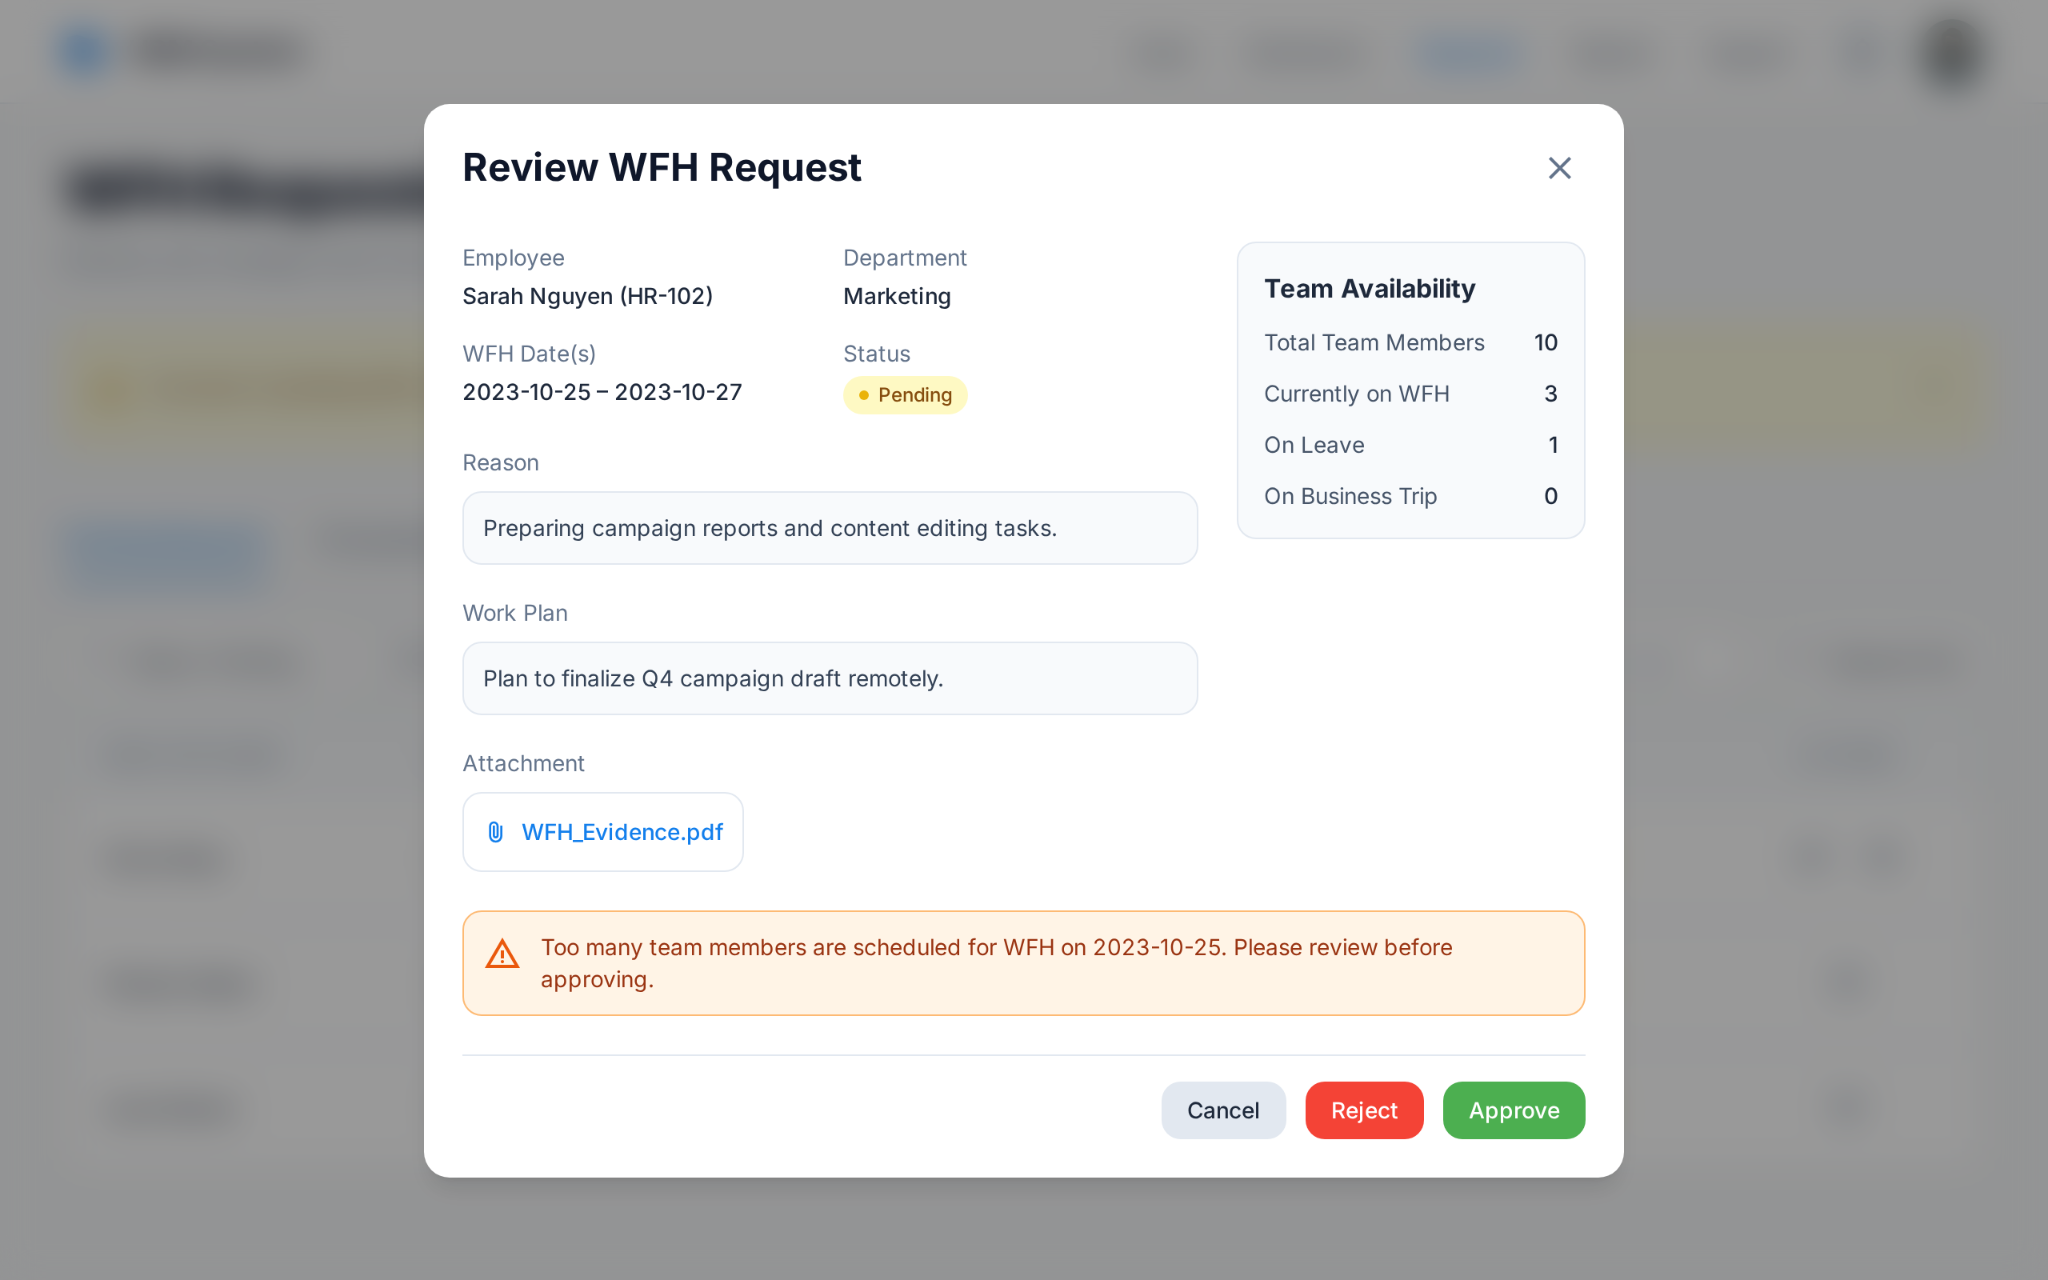 Review WFH Request
Employee
Sarah Nguyen (HR-102)
Department
Marketing
WFH Date(s)
2023-10-25 – 2023-10-27
Status
Pending
Reason
Preparing campaign reports and content editing tasks.
Work Plan
Plan to finalize Q4 campaign draft remotely.
Attachment
WFH_Evidence.pdf
Team Availability
Total Team Members 10
Currently on WFH 3
On Leave 1
On Business Trip 0
Too many team members are scheduled for WFH on 2023-10-25. Please review before
approving.
Cancel
Reject
Approve